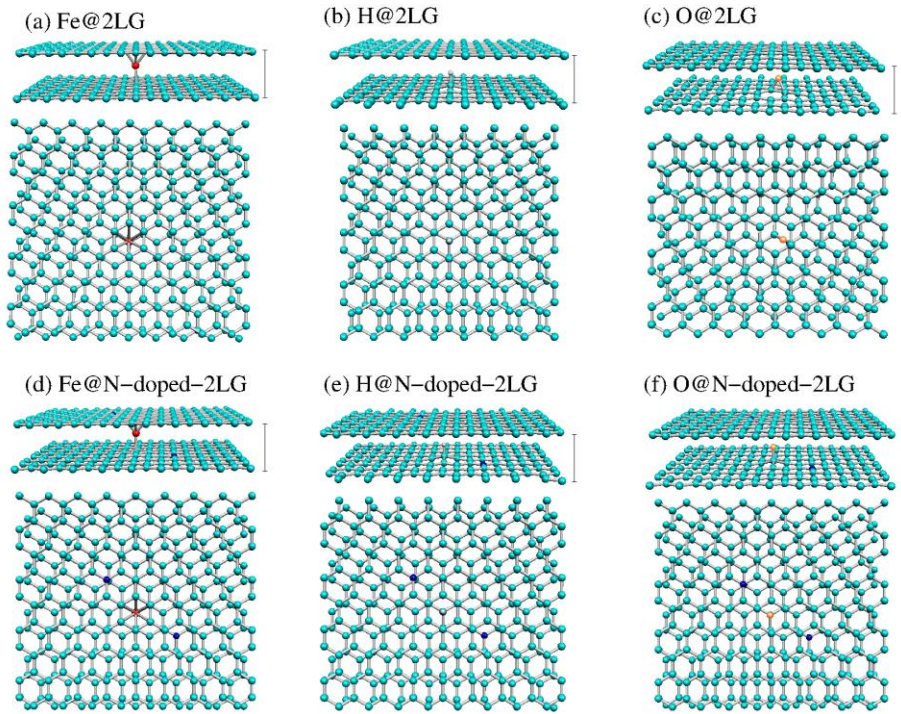 (a) Fe@2LG
(b) H@2LG
(c) O@2LG
(d) Fe@N−doped−2LG
(e) H@N−doped−2LG
(f) O@N−doped−2LG